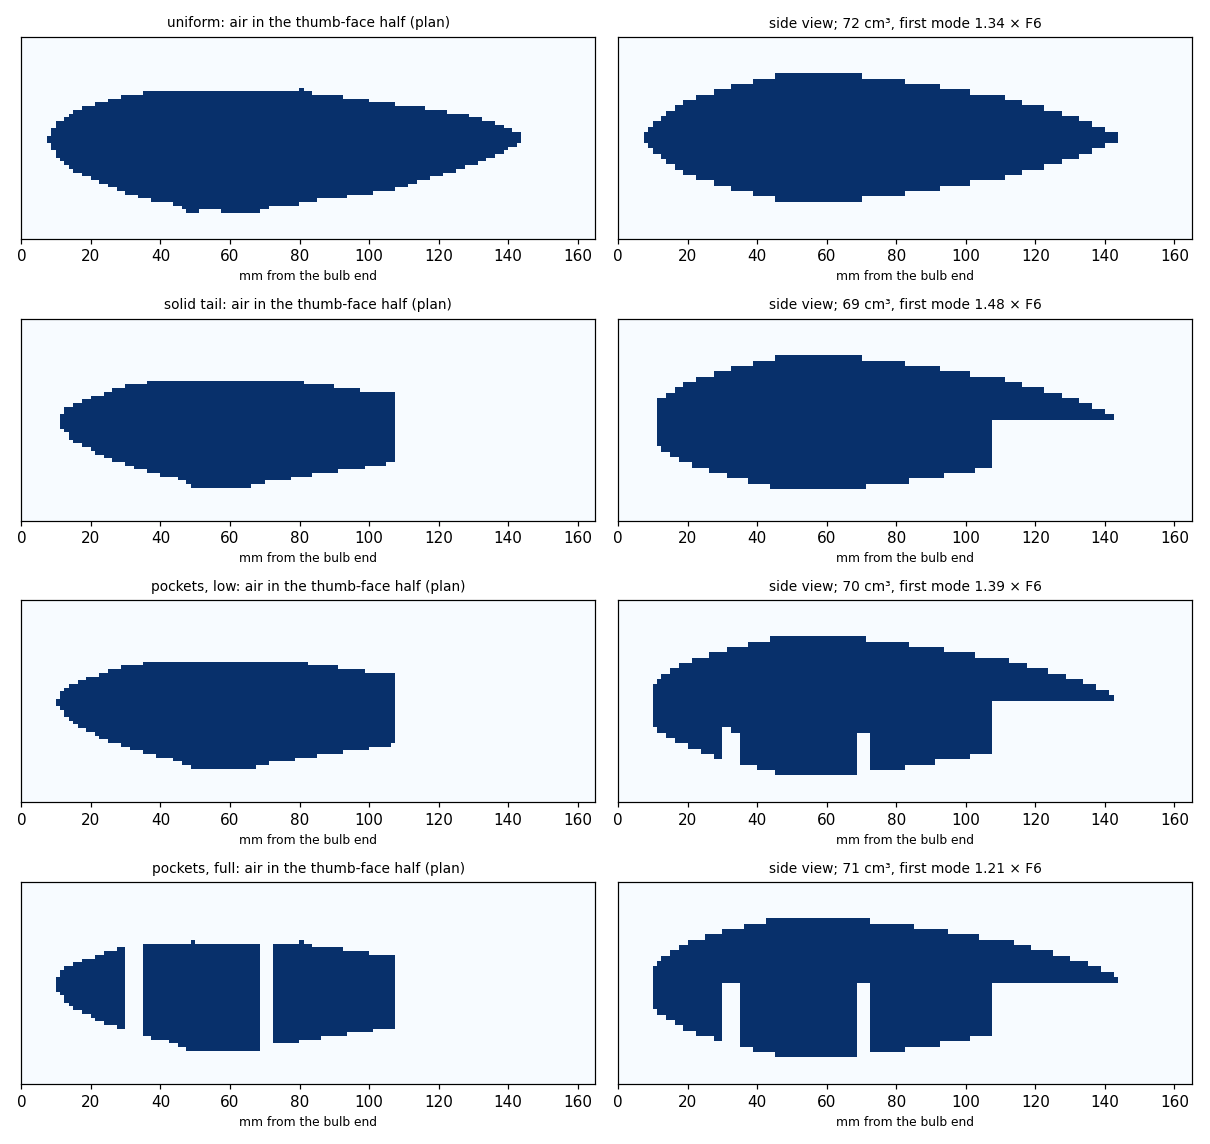 uniform: air in the thumb-face half (plan)
side view; 72 cm³, first mode 1.34 × F6
0 20 40 60 80 100 120 140 160
0 20 40 60 80 100 120 140 160
mm from the bulb end
mm from the bulb end
solid tail: air in the thumb-face half (plan)
side view; 69 cm³, first mode 1.48 × F6
0 20 40 60 80 100 120 140 160
0 20 40 60 80 100 120 140 160
mm from the bulb end
mm from the bulb end
pockets, low: air in the thumb-face half (plan)
side view; 70 cm³, first mode 1.39 × F6
0 20 40 60 80 100 120 140 160
0 20 40 60 80 100 120 140 160
mm from the bulb end
mm from the bulb end
pockets, full: air in the thumb-face half (plan)
side view; 71 cm³, first mode 1.21 × F6
0 20 40 60 80 100 120 140 160
0 20 40 60 80 100 120 140 160
mm from the bulb end
mm from the bulb end